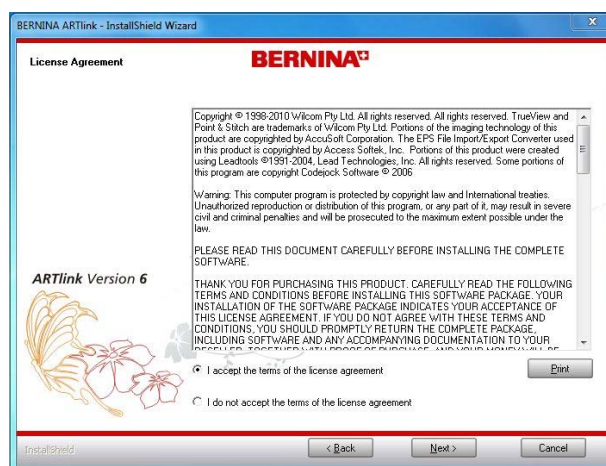 BERNINA ARTlink - InstallShield Wizard
License Agreement
BERNINA
Copyright © 1998-2010 Wilcom Pty Ltd. All rights reserved. TrueView and
Point & Stitch are trademarks of Wilcom Pty Ltd. Portions of the imaging technology of this
product are copyrighted by AccuSoft Corporation. The EPS File Import/Export Converter used
in this product is copyrighted by Access Softek, Inc. Portions of this product were created
using Leadtools ©1991-2004, Lead Technologies, Inc. All rights reserved. Some portions of
this program are copyright Codejock Software © 2006
Warning: This computer program is protected by copyright law and International treaties.
Unauthorized reproduction or distribution of this program, or any part of it, may result in severe
civil and criminal penalties and will be prosecuted to the maximum extent possible under the
law.
PLEASE READ THIS DOCUMENT CAREFULLY BEFORE INSTALLING THE COMPLETE
SOFTWARE.
THANK YOU FOR PURCHASING THIS PRODUCT. CAREFULLY READ THE FOLLOWING
TERMS AND CONDITIONS BEFORE INSTALLING THIS SOFTWARE PACKAGE. YOUR
INSTALLATION OF THE SOFTWARE PACKAGE INDICATES YOUR ACCEPTANCE OF
THIS LICENSE AGREEMENT. IF YOU DO NOT AGREE WITH THESE TERMS AND
CONDITIONS, YOU SHOULD PROMPTLY RETURN THE COMPLETE PACKAGE,
INCLUDING SOFTWARE AND ANY ACCOMPANYING DOCUMENTATION TO YOUR
RESELLER, TOGETHER WITH PROOF OF PURCHASE, AND YOUR MONEY WILL BE
ARTlink Version 6
I accept the terms of the license agreement
Print
I do not accept the terms of the license agreement
InstallShield
< Back
Next >
Cancel